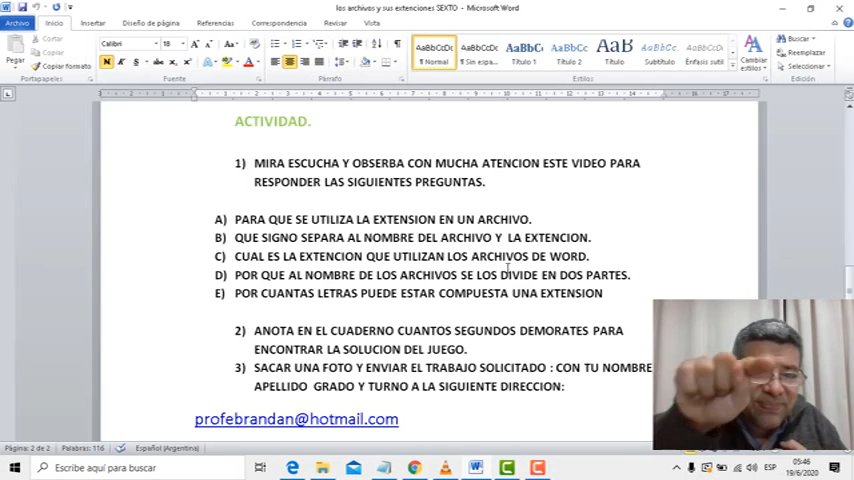 los archivos y sus extenciones SEXTO - Microsoft Word
Archivo Inicio Insertar Diseño de página Referencias Correspondencia Revisar Vista
Cortar
Copiar
Copiar formato
Pegar
Portapapeles
Calibri 18
Fuente
Párrafo
AaBbCcDc AaBbCcDc AaBbC AaBbCc AaB AaBbCc. AaBbCcDc
¶ Normal ¶ Sin espa... Título 1 Título 2 Título Subtítulo Énfasis sutil
Cambiar estilos
Estilos
Buscar
Reemplazar
Seleccionar
Edición
ACTIVIDAD.
1) MIRA ESCUCHA Y OBSERBA CON MUCHA ATENCION ESTE VIDEO PARA
RESPONDER LAS SIGUIENTES PREGUNTAS.
A) PARA QUE SE UTILIZA LA EXTENSION EN UN ARCHIVO.
B) QUE SIGNO SEPARA AL NOMBRE DEL ARCHIVO Y LA EXTENCION.
C) CUAL ES LA EXTENCION QUE UTILIZAN LOS ARCHIVOS DE WORD.
D) POR QUE AL NOMBRE DE LOS ARCHIVOS SE LOS DIVIDE EN DOS PARTES.
E) POR CUANTAS LETRAS PUEDE ESTAR COMPUESTA UNA EXTENSION
2) ANOTA EN EL CUADERNO CUANTOS SEGUNDOS DEMORATES PARA
ENCONTRAR LA SOLUCION DEL JUEGO.
3) SACAR UNA FOTO Y ENVIAR EL TRABAJO SOLICITADO : CON TU NOMBRE
APELLIDO GRADO Y TURNO A LA SIGUIENTE DIRECCION:
profebrandan@hotmail.com
Página: 2 de 2 Palabras: 116 Español (Argentina)
Escribe aquí para buscar
ESP
05:46
19/6/2020